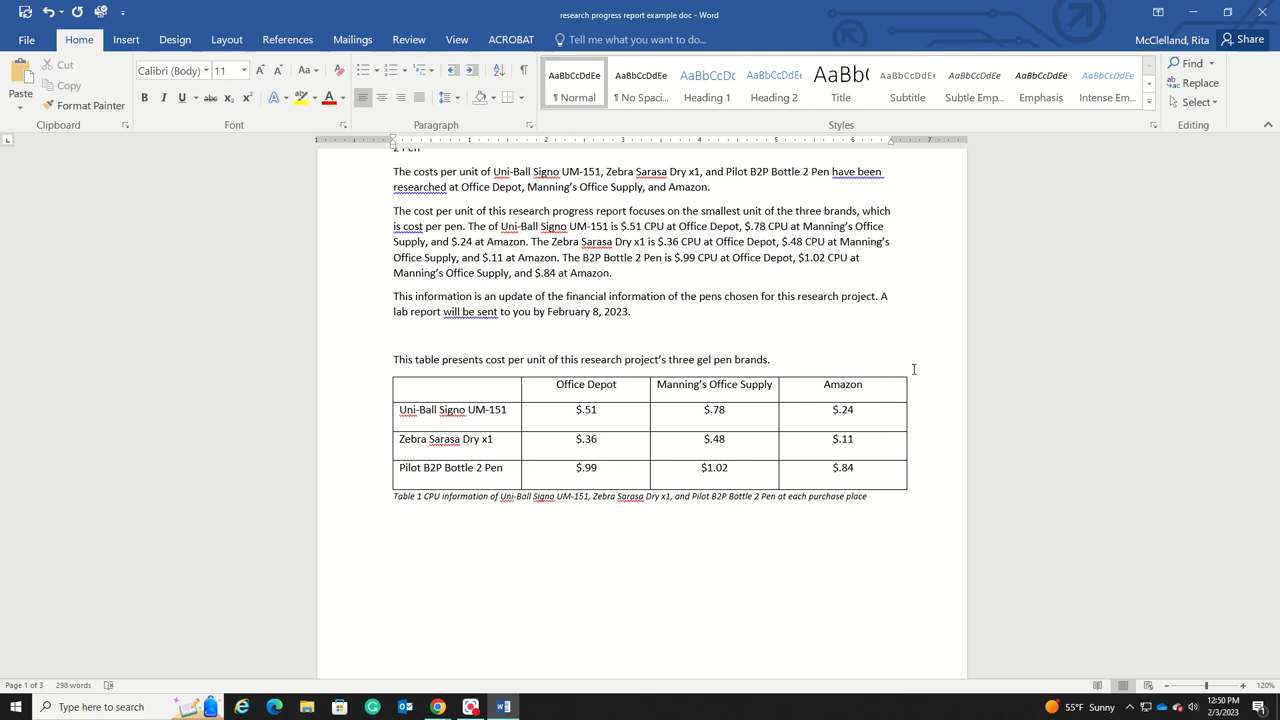 research progress report example doc - Word
File Home Insert Design Layout References Mailings Review View ACROBAT Tell me what you want to do... McClelland, Rita Share
Paste
Cut
Copy
Format Painter
Clipboard
Calibri (Body) 11
Font
Paragraph
AaBbCcDdEe AaBbCcDdEe AaBbCcDc AaBbCcDdEe AaB​b( AaBbCcDdEe AaBbCcDdEe AaBbCcDdEe AaBbCcDdEe
¶ Normal ¶ No Spaci... Heading 1 Heading 2 Title Subtitle Subtle Emp... Emphasis Intense Em...
Styles
Find
Replace
Select
Editing
1 1 2 3 4 5 6 7
2 Pen
The costs per unit of Uni-Ball Signo UM-151, Zebra Sarasa Dry x1, and Pilot B2P Bottle 2 Pen have been
researched at Office Depot, Manning’s Office Supply, and Amazon.
The cost per unit of this research progress report focuses on the smallest unit of the three brands, which
is cost per pen. The of Uni-Ball Signo UM-151 is $.51 CPU at Office Depot, $.78 CPU at Manning’s Office
Supply, and $.24 at Amazon. The Zebra Sarasa Dry x1 is $.36 CPU at Office Depot, $.48 CPU at Manning’s
Office Supply, and $.11 at Amazon. The B2P Bottle 2 Pen is $.99 CPU at Office Depot, $1.02 CPU at
Manning’s Office Supply, and $.84 at Amazon.
This information is an update of the financial information of the pens chosen for this research project. A
lab report will be sent to you by February 8, 2023.
This table presents cost per unit of this research project’s three gel pen brands.
Office Depot Manning’s Office Supply Amazon
Uni-Ball Signo UM-151 $.51 $.78 $.24
Zebra Sarasa Dry x1 $.36 $.48 $.11
Pilot B2P Bottle 2 Pen $.99 $1.02 $.84
Table 1 CPU information of Uni-Ball Signo UM-151, Zebra Sarasa Dry x1, and Pilot B2P Bottle 2 Pen at each purchase place
Page 1 of 3 298 words 120%
Type here to search 55°F Sunny 12:50 PM
2/3/2023